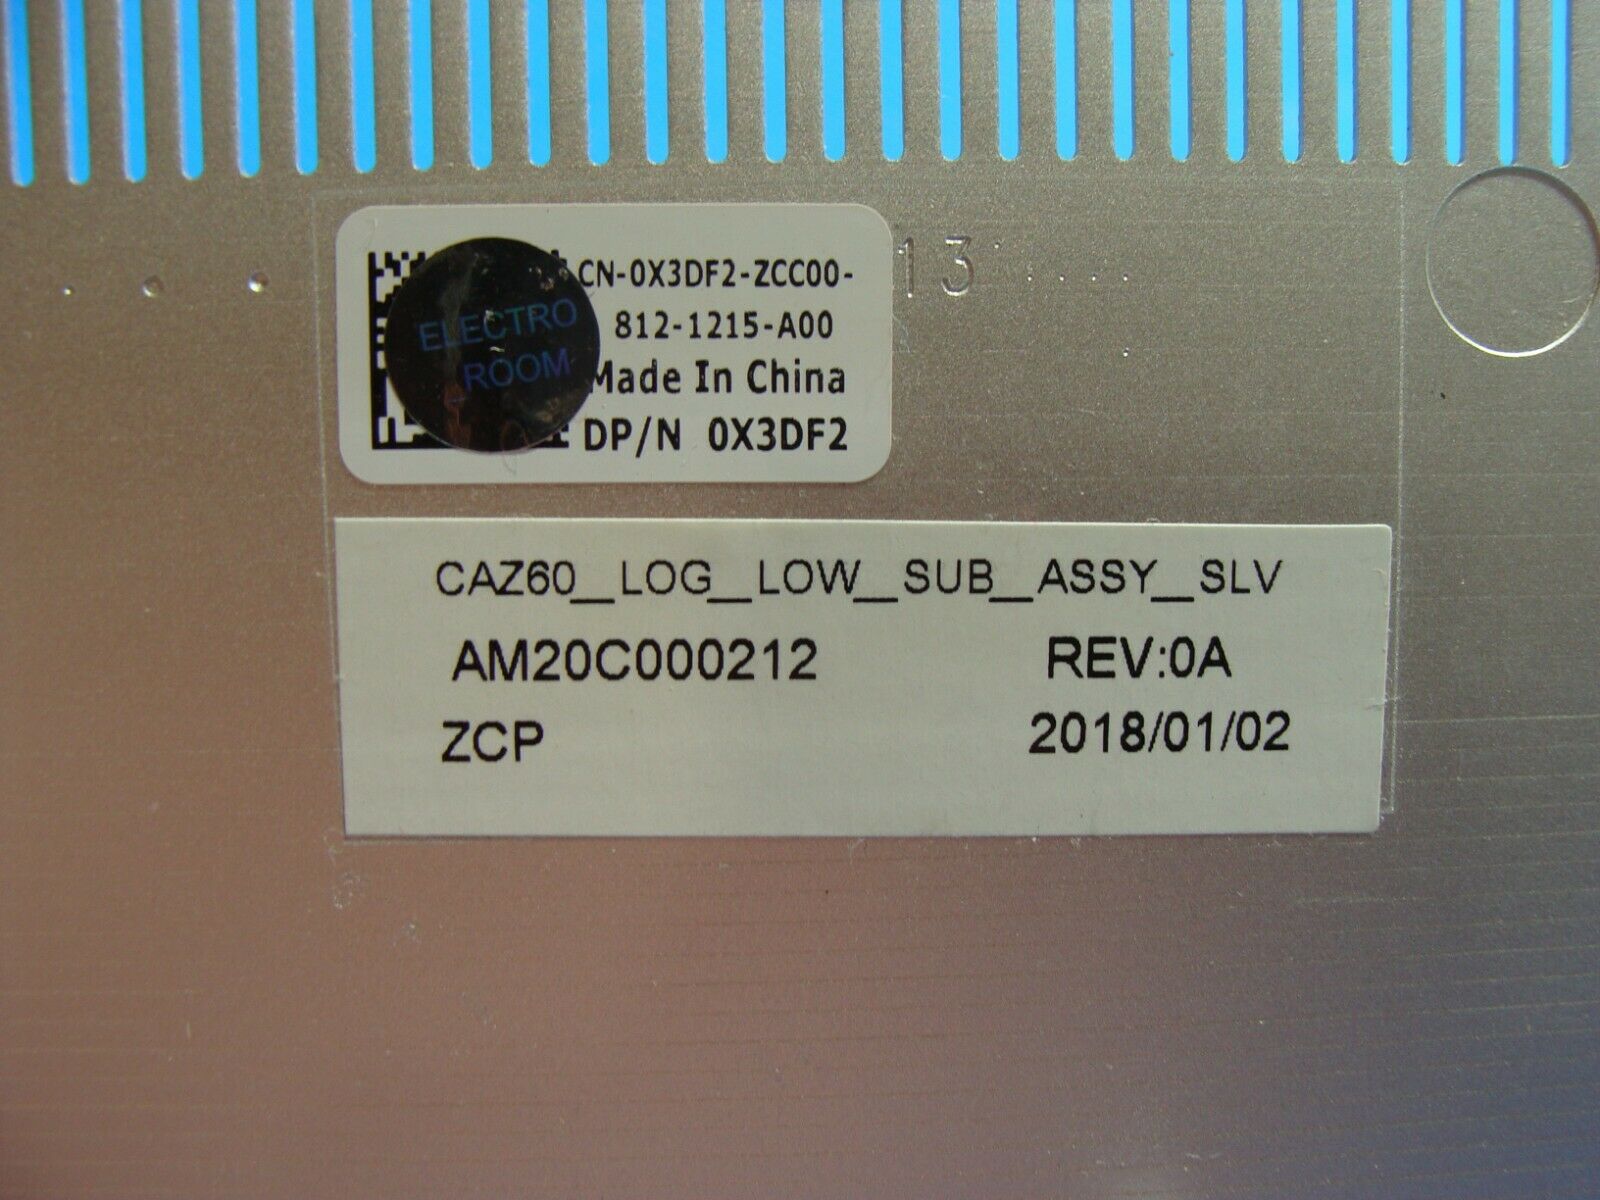 CN-0X3DF2-ZCC00-
812-1215-A00
Made In China
DP/N 0X3DF2
ELECTRO
ROOM
13
CAZ60_LOG_LOW_SUB_ASSY_SLV
AM20C000212 REV:0A
ZCP 2018/01/02